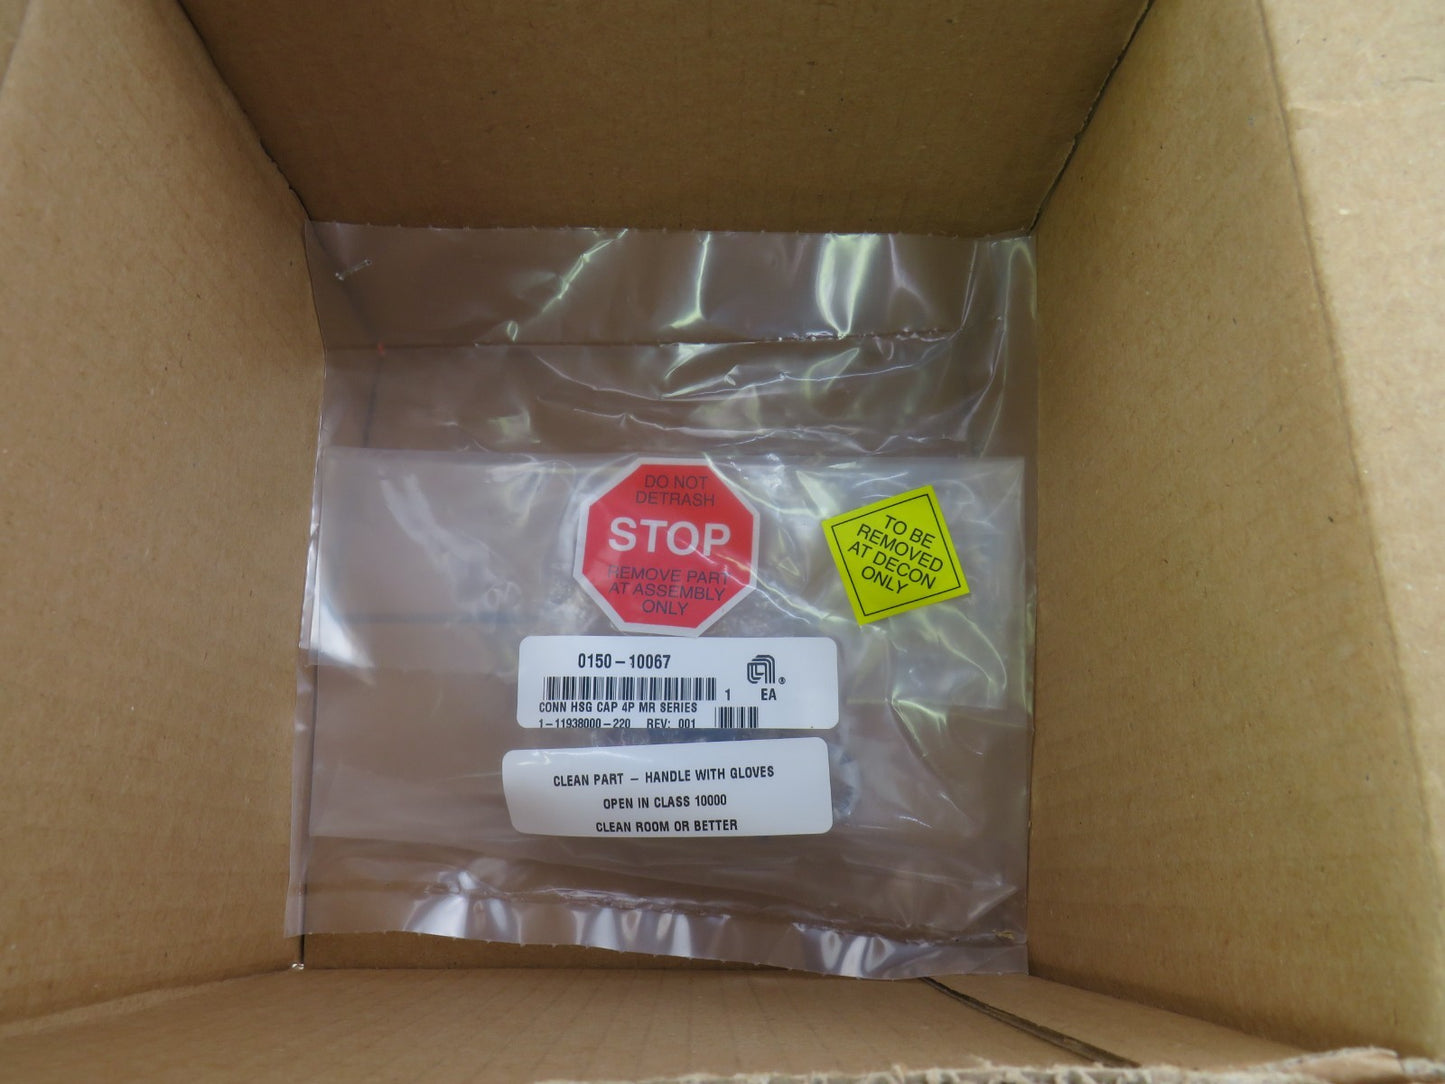 DO NOT
DETRASH
STOP
REMOVE PART
AT ASSEMBLY
ONLY
TO BE
REMOVED
AT DECON
ONLY
0150-10067
®
1 EA
CONN HSG CAP 4P MR SERIES
1-11938000-220 REV: 001
CLEAN PART - HANDLE WITH GLOVES
OPEN IN CLASS 10000
CLEAN ROOM OR BETTER